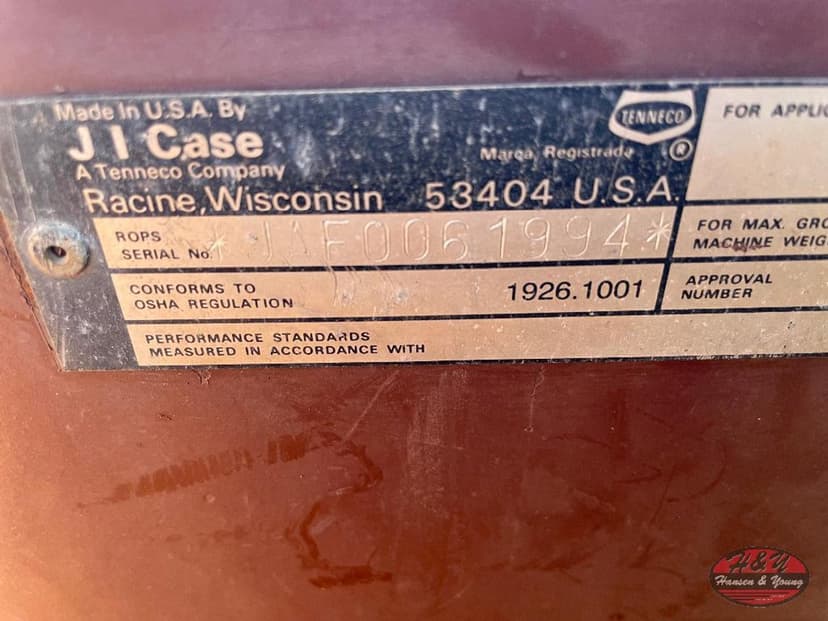 Made In U.S.A. By
J I Case
A Tenneco Company
Racine, Wisconsin 53404 U.S.A.
TENNECO
Marca Registrada ®
FOR APPLIC
ROPS
SERIAL No. *JJF0061994*
FOR MAX. GRO
MACHINE WEIG
CONFORMS TO
OSHA REGULATION 1926.1001
APPROVAL
NUMBER
PERFORMANCE STANDARDS
MEASURED IN ACCORDANCE WITH
H&Y
Hansen & Young